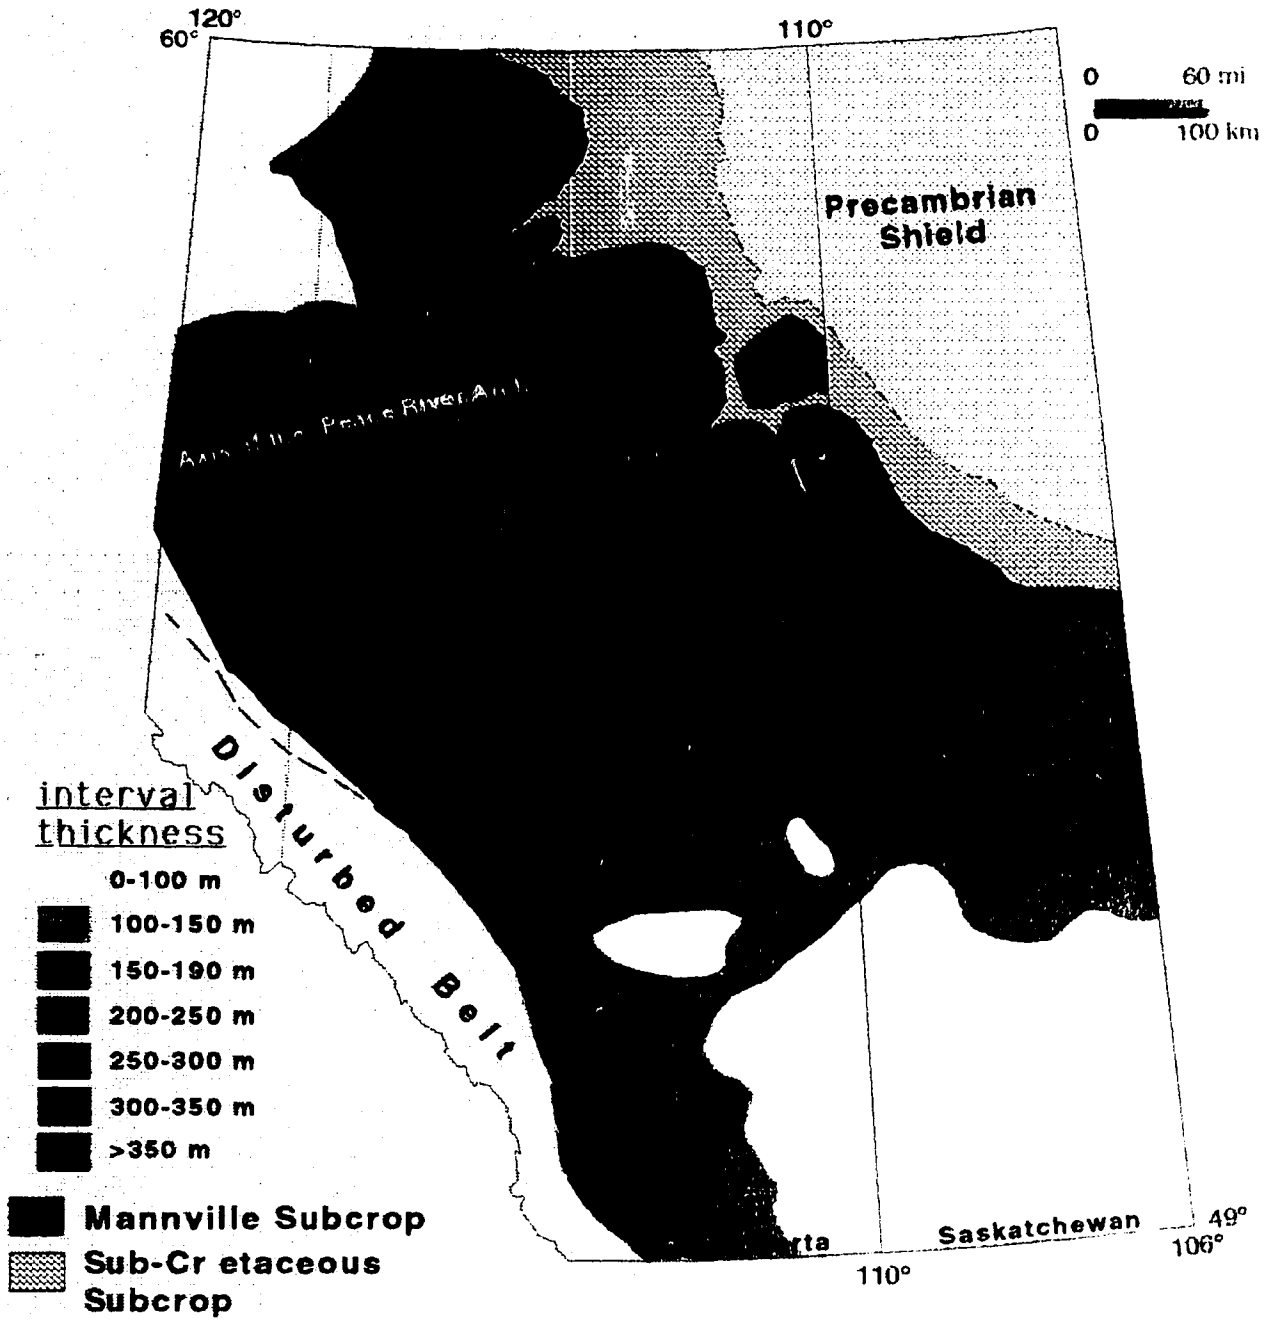 120°
60°
110°
0 60 mi
0 100 km
Precambrian
Shield
Peace River
Disturbed Belt
interval
thickness
0-100 m
100-150 m
150-190 m
200-250 m
250-300 m
300-350 m
>350 m
Mannville Subcrop
Sub-Cr etaceous
Subcrop
rta
Saskatchewan
49°
106°
110°